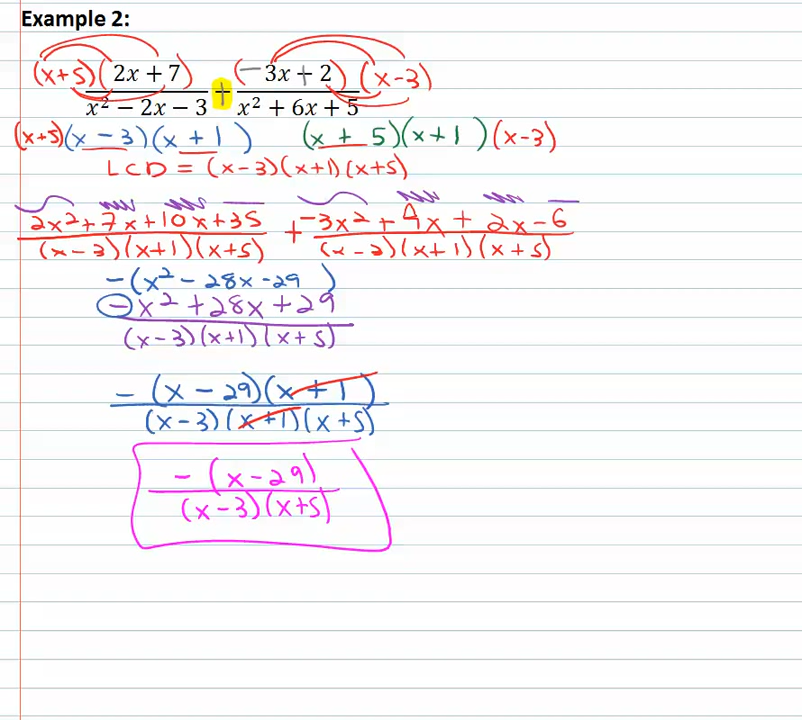 Example 2:
(x+5)(2x + 7) + (−3x + 2)(x−3)
x² − 2x − 3 x² + 6x + 5
(x+5)(x − 3)(x + 1) (x + 5)(x+1)(x−3)
LCD = (x−3)(x+1)(x+5)
2x²+7x+10x+35 + −3x²+9x+2x−6
(x−3)(x+1)(x+5) (x−3)(x+1)(x+5)
−(x²−28x−29)
−x²+28x+29
(x−3)(x+1)(x+5)
−(x−29)(x+1)
(x−3)(x+1)(x+5)
−(x−29)
(x−3)(x+5)